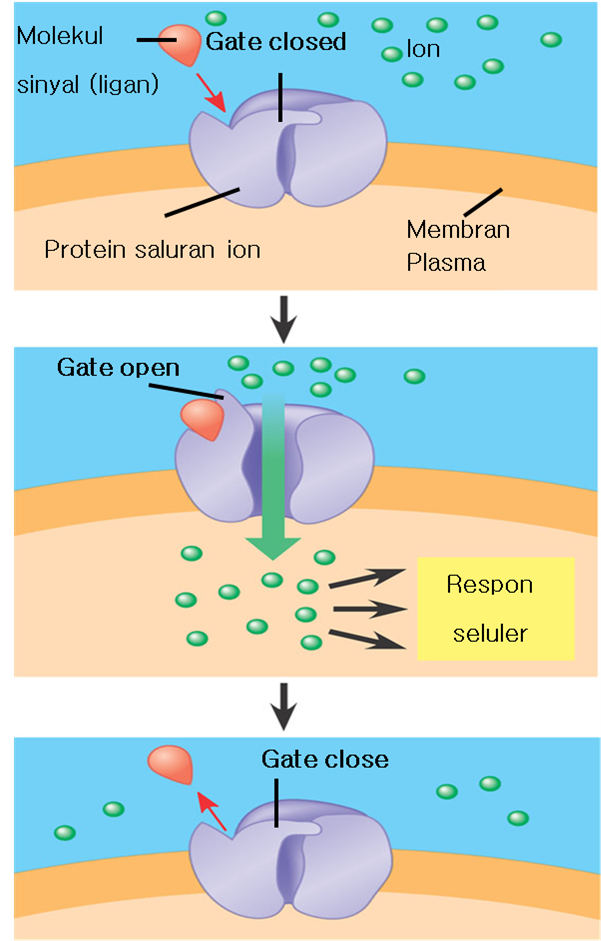 Molekul
sinyal (ligan)
Gate closed
Ion
Protein saluran ion
Membran
Plasma
Gate open
Respon
seluler
Gate close